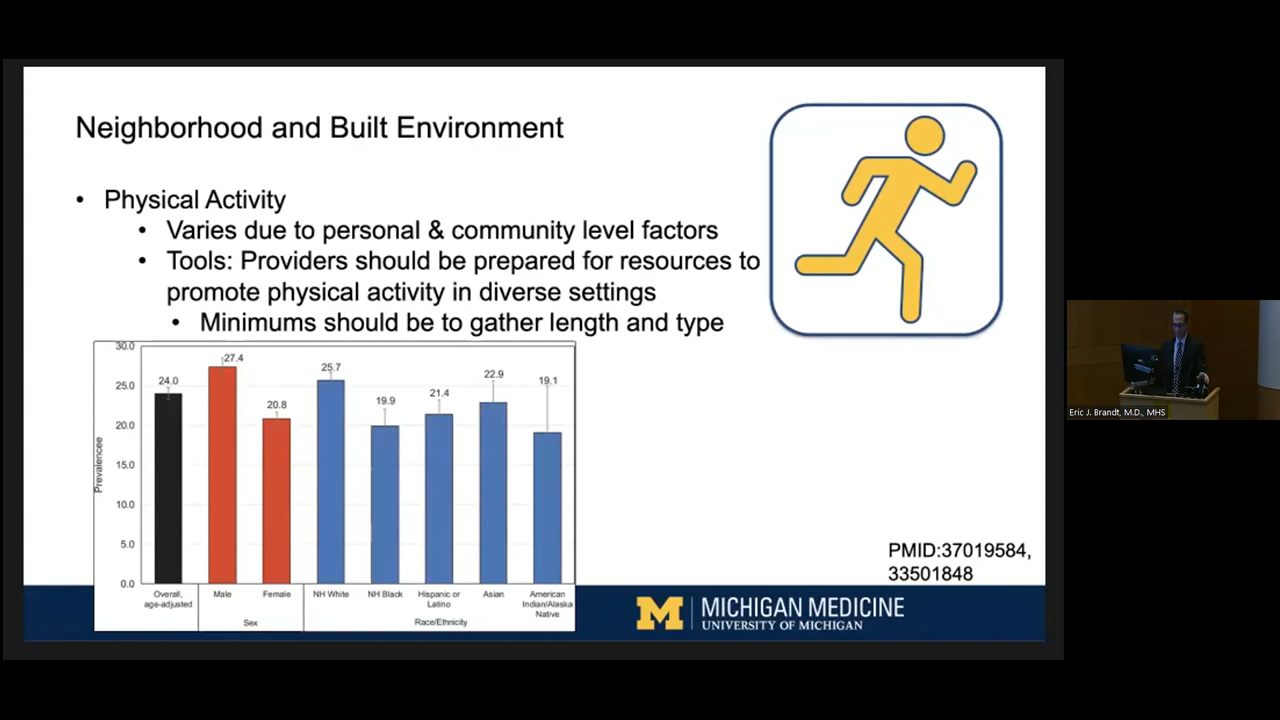 Neighborhood and Built Environment
• Physical Activity
• Varies due to personal & community level factors
• Tools: Providers should be prepared for resources to
promote physical activity in diverse settings
• Minimums should be to gather length and type
30.0
25.0
20.0
15.0
10.0
5.0
0.0
Prevalencee
24.0
27.4
20.8
25.7
19.9
21.4
22.9
19.1
Overall,
age-adjusted
Male
Female
NH White
NH Black
Hispanic or
Latino
Asian
American
Indian/Alaska
Native
Sex
Race/Ethnicity
PMID:37019584,
33501848
M
MICHIGAN MEDICINE
UNIVERSITY OF MICHIGAN
Eric J. Brandt, M.D., MHS